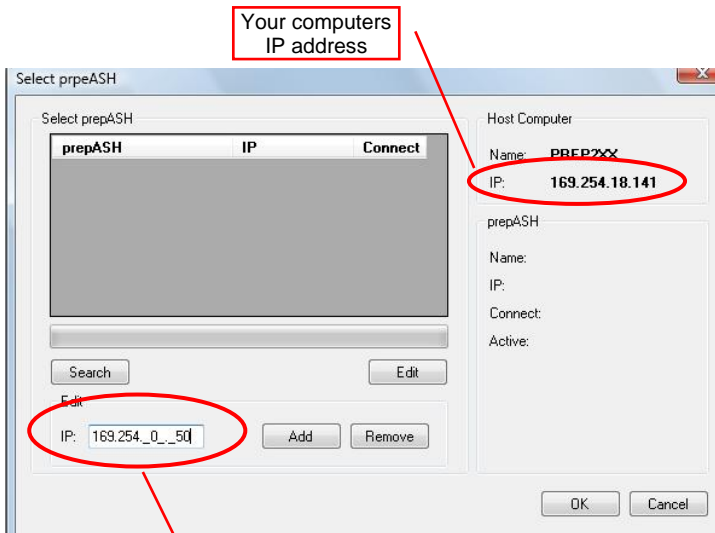 Your computers
IP address
Select prpeASH
Select prepASH
prepASH IP Connect
Search Edit
Edit
IP: 169.254._0_._50
Add Remove
Host Computer
Name: PREP2XX
IP: 169.254.18.141
prepASH
Name:
IP:
Connect:
Active:
OK Cancel